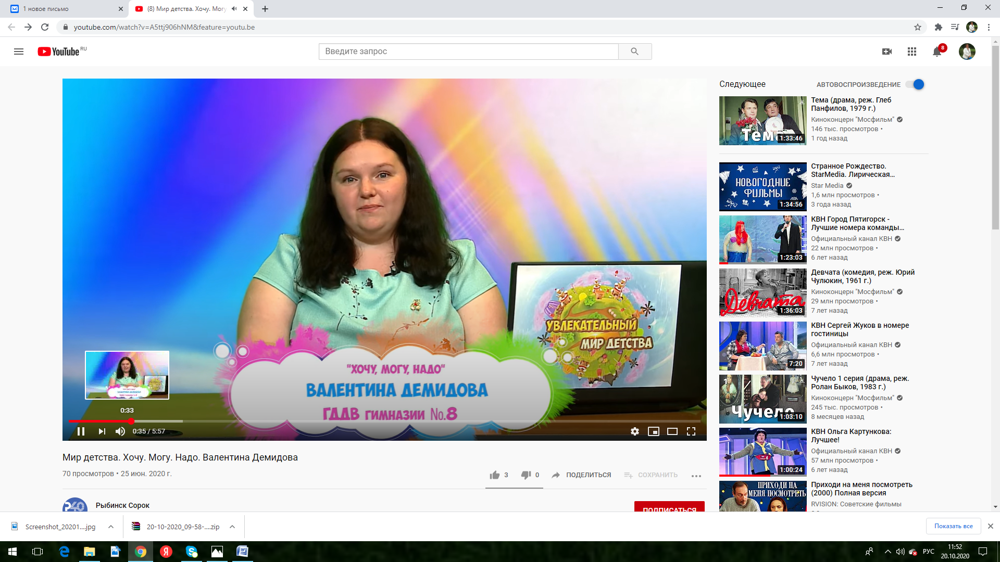 1 новое письмо
(8) Мир детства. Хочу. Могу
youtube.com/watch?v=A5ttj906hNM&feature=youtu.be
YouTube RU
Введите запрос
8
"ХОЧУ, МОГУ, НАДО"
ВАЛЕНТИНА ДЕМИДОВА
ГДДВ ГИМНАЗИИ №.8
УВЛЕКАТЕЛЬНЫЙ
МИР ДЕТСТВА
0:33
0:35 / 5:57
Мир детства. Хочу. Могу. Надо. Валентина Демидова
70 просмотров • 25 июн. 2020 г.
3
0
ПОДЕЛИТЬСЯ
СОХРАНИТЬ
Рыбинск Сорок
ПОДПИСАТЬСЯ
Следующее
АВТОВОСПРОИЗВЕДЕНИЕ
Тема
1:33:46
Тема (драма, реж. Глеб
Панфилов, 1979 г.)
Киноконцерн "Мосфильм"
146 тыс. просмотров •
1 год назад
НОВОГОДНИЕ
ФИЛЬМЫ
1:34:56
Странное Рождество.
StarMedia. Лирическая...
Star Media
1,6 млн просмотров •
3 года назад
1:23:03
КВН Город Пятигорск -
Лучшие номера команды...
Официальный канал КВН
22 млн просмотров •
6 лет назад
Девчата
1:36:03
Девчата (комедия, реж. Юрий
Чулюкин, 1961 г.)
Киноконцерн "Мосфильм"
29 млн просмотров •
7 лет назад
7:20
КВН Сергей Жуков в номере
гостиницы
Официальный канал КВН
6,6 млн просмотров •
7 лет назад
Чучело
1:03:10
Чучело 1 серия (драма, реж.
Ролан Быков, 1983 г.)
Киноконцерн "Мосфильм"
245 тыс. просмотров •
8 месяцев назад
1:00:24
КВН Ольга Картункова:
Лучшее!
Официальный канал КВН
57 млн просмотров •
6 лет назад
ПРИХОДИ НА
МЕНЯ ПОСМОТРЕТЬ
Приходи на меня посмотреть
(2000) Полная версия
RVISION: Советские фильмы
Screenshot_20201....jpg
20-10-2020_09-58-....zip
Показать все
РУС
11:52
20.10.2020